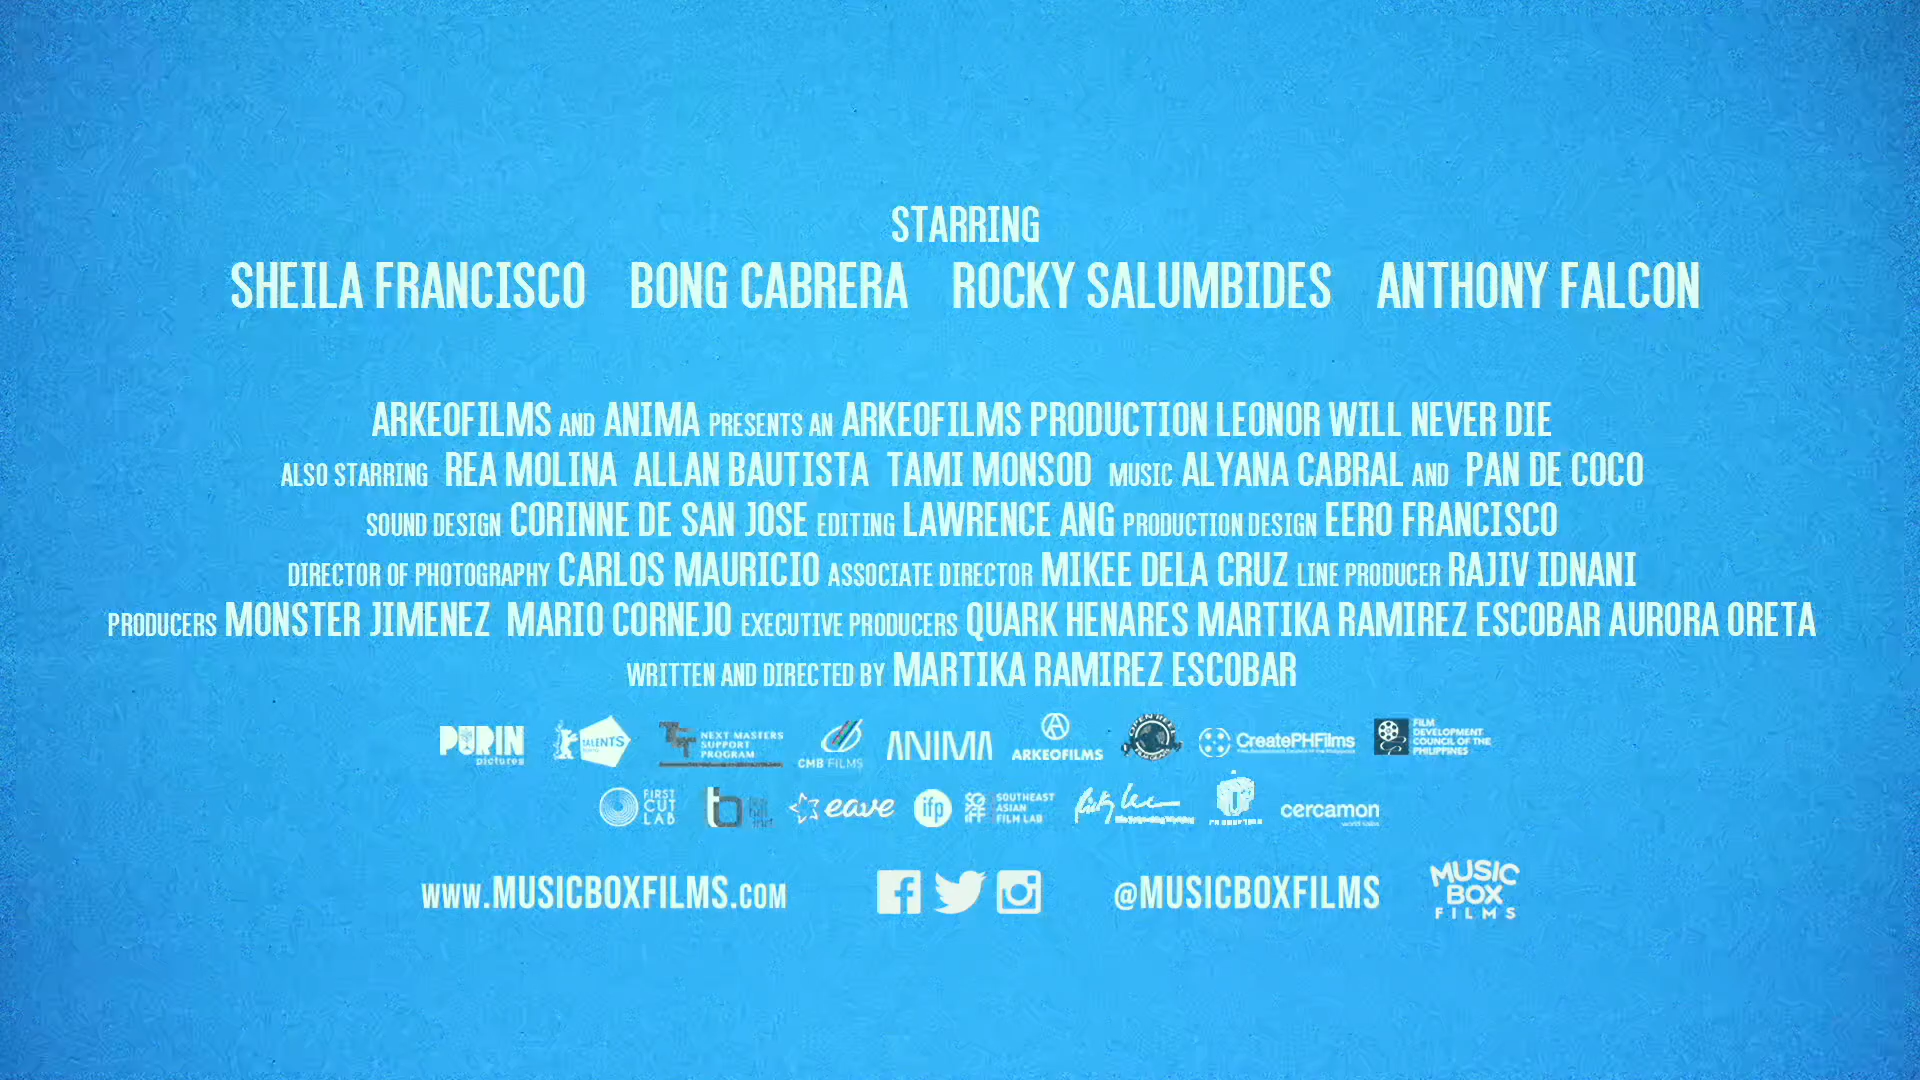 STARRING
SHEILA FRANCISCO BONG CABRERA ROCKY SALUMBIDES ANTHONY FALCON
ARKEOFILMS AND ANIMA PRESENTS AN ARKEOFILMS PRODUCTION LEONOR WILL NEVER DIE
ALSO STARRING REA MOLINA ALLAN BAUTISTA TAMI MONSOD MUSIC ALYANA CABRAL AND PAN DE COCO
SOUND DESIGN CORINNE DE SAN JOSE EDITING LAWRENCE ANG PRODUCTION DESIGN EERO FRANCISCO
DIRECTOR OF PHOTOGRAPHY CARLOS MAURICIO ASSOCIATE DIRECTOR MIKEE DELA CRUZ LINE PRODUCER RAJIV IDNANI
PRODUCERS MONSTER JIMENEZ MARIO CORNEJO EXECUTIVE PRODUCERS QUARK HENARES MARTIKA RAMIREZ ESCOBAR AURORA ORETA
WRITTEN AND DIRECTED BY MARTIKA RAMIREZ ESCOBAR
PURIN pictures
TALENTS
NEXT MASTERS SUPPORT PROGRAM
CMB FILMS
ANIMA
ARKEOFILMS
OPEN REEL
CreatePHFilms
FILM DEVELOPMENT COUNCIL OF THE PHILIPPINES
FIRST CUT LAB
eave
ifp
SGIFF
SOUTHEAST ASIAN FILM LAB
cercamon
WWW.MUSICBOXFILMS.COM
@MUSICBOXFILMS
MUSIC BOX FILMS